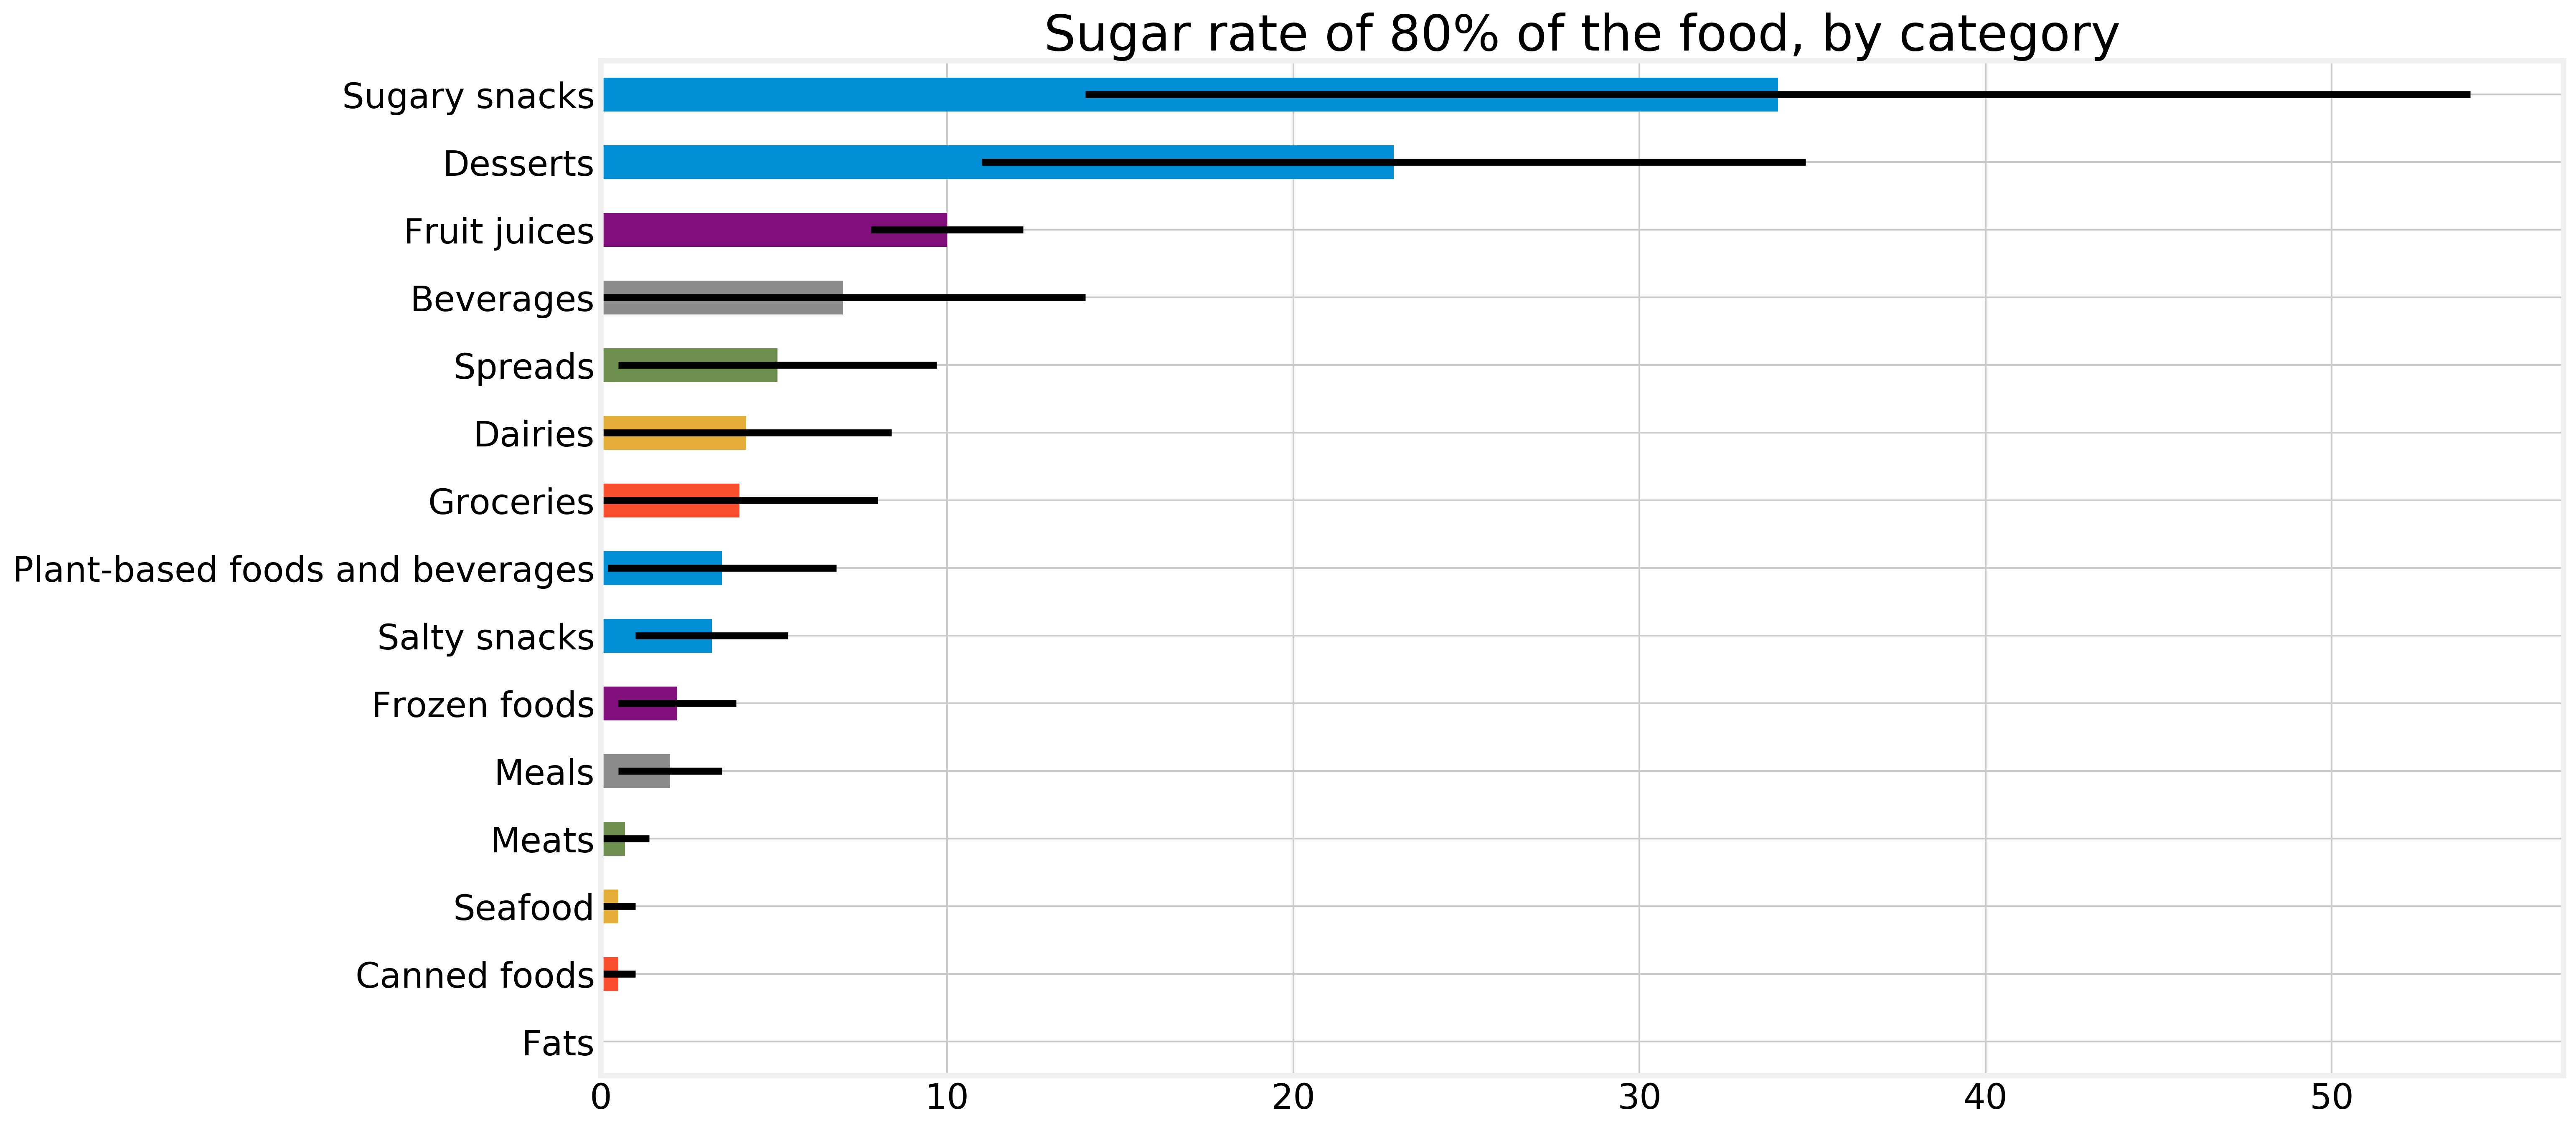 Sugar rate of 80% of the food, by category
Sugary snacks
Desserts
Fruit juices
Beverages
Spreads
Dairies
Groceries
Plant-based foods and beverages
Salty snacks
Frozen foods
Meals
Meats
Seafood
Canned foods
Fats
0 10 20 30 40 50